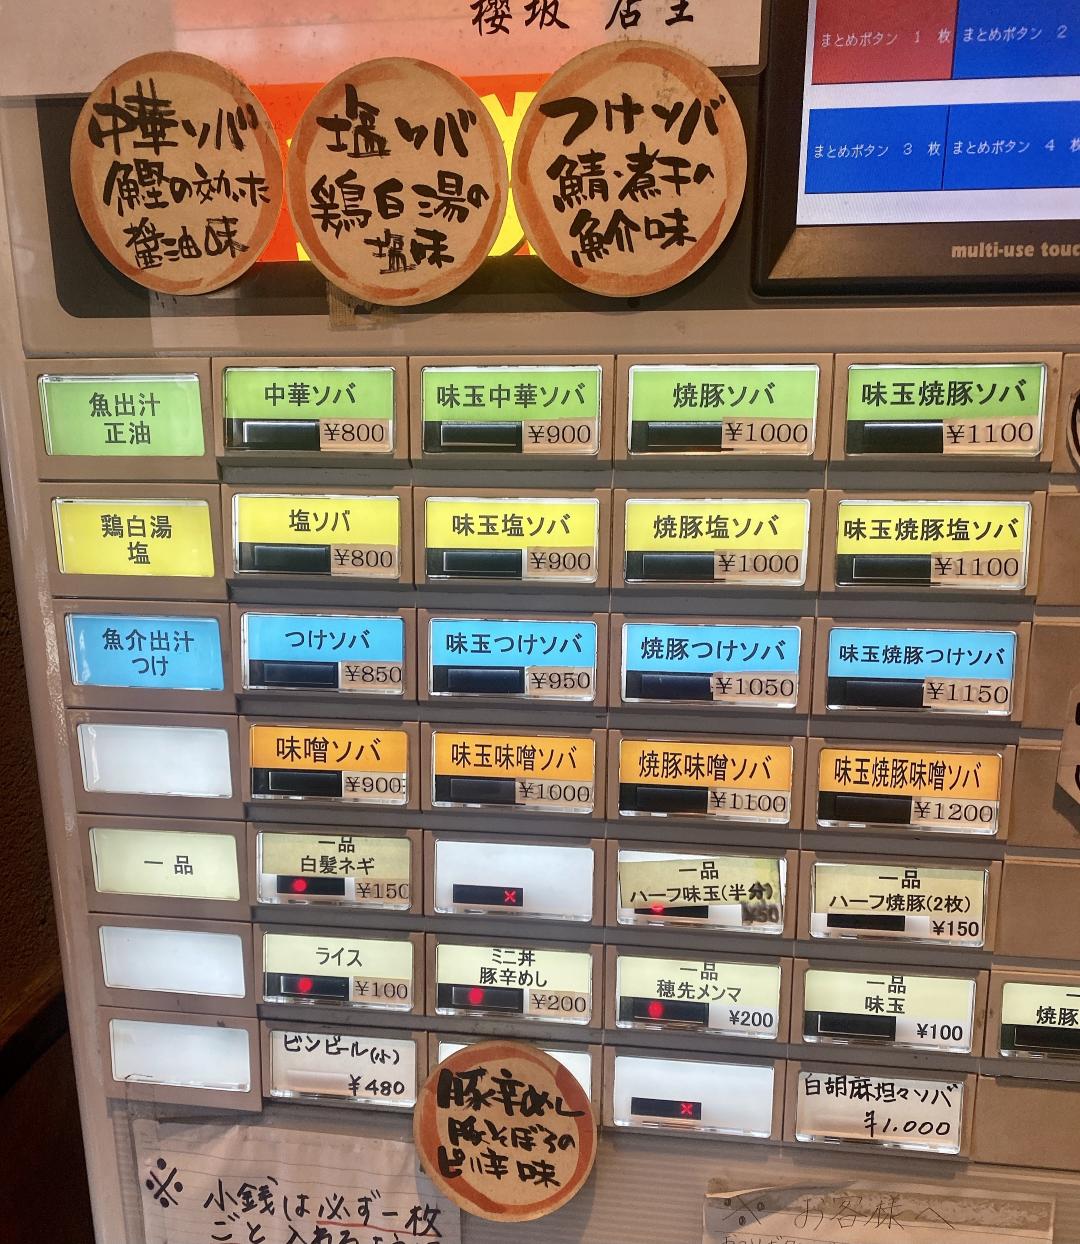 櫻坂 店主
まとめボタン 1 枚
まとめボタン 2
まとめボタン 3 枚
まとめボタン 4 枚
multi-use touc
中華ソバ
鰹の効いた
醤油味
塩ソバ
鶏白湯の
塩味
つけソバ
鯖・煮干の
魚介味
魚出汁
正油
中華ソバ
¥800
味玉中華ソバ
¥900
焼豚ソバ
¥1000
味玉焼豚ソバ
¥1100
鶏白湯
塩
塩ソバ
¥800
味玉塩ソバ
¥900
焼豚塩ソバ
¥1000
味玉焼豚塩ソバ
¥1100
魚介出汁
つけ
つけソバ
¥850
味玉つけソバ
¥950
焼豚つけソバ
¥1050
味玉焼豚つけソバ
¥1150
味噌ソバ
¥900
味玉味噌ソバ
¥1000
焼豚味噌ソバ
¥1100
味玉焼豚味噌ソバ
¥1200
一品
一品
白髪ネギ
¥150
一品
ハーフ味玉(半分)
¥50
一品
ハーフ焼豚(2枚)
¥150
ライス
¥100
ミニ丼
豚辛めし
¥200
一品
穂先メンマ
¥200
一品
味玉
¥100
焼豚
ビンビール(小)
¥480
豚辛めし
豚そぼろの
ピリ辛味
白胡麻坦々ソバ
¥1.000
※ 小銭は必ず一枚
ごと入れるように
※ お客様へ